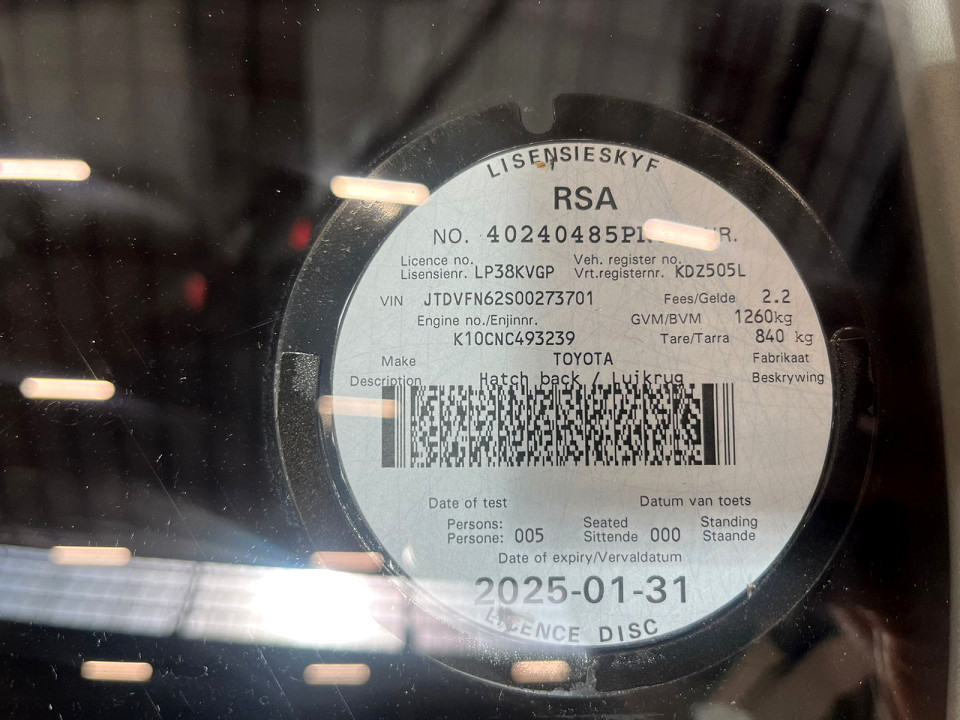 LISENSIESKYF
RSA
NO. 40240485P NR.
Licence no. Veh. register no.
Lisensienr. LP38KVGP Vrt.registernr. KDZ505L
VIN JTDVFN62S00273701 Fees/Gelde 2.2
Engine no./Enjinnr. GVM/BVM 1260kg
K10CNC493239 Tare/Tarra 840 kg
Make TOYOTA Fabrikaat
Description Hatch back / Luikrug Beskrywing
Date of test Datum van toets
Persons: Seated Standing
Persone: 005 Sittende 000 Staande
Date of expiry/Vervaldatum
2025-01-31
LICENCE DISC